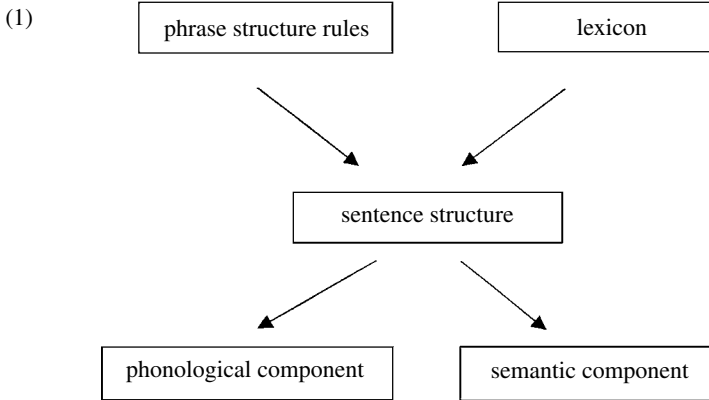 (1)
phrase structure rules
lexicon
sentence structure
phonological component
semantic component